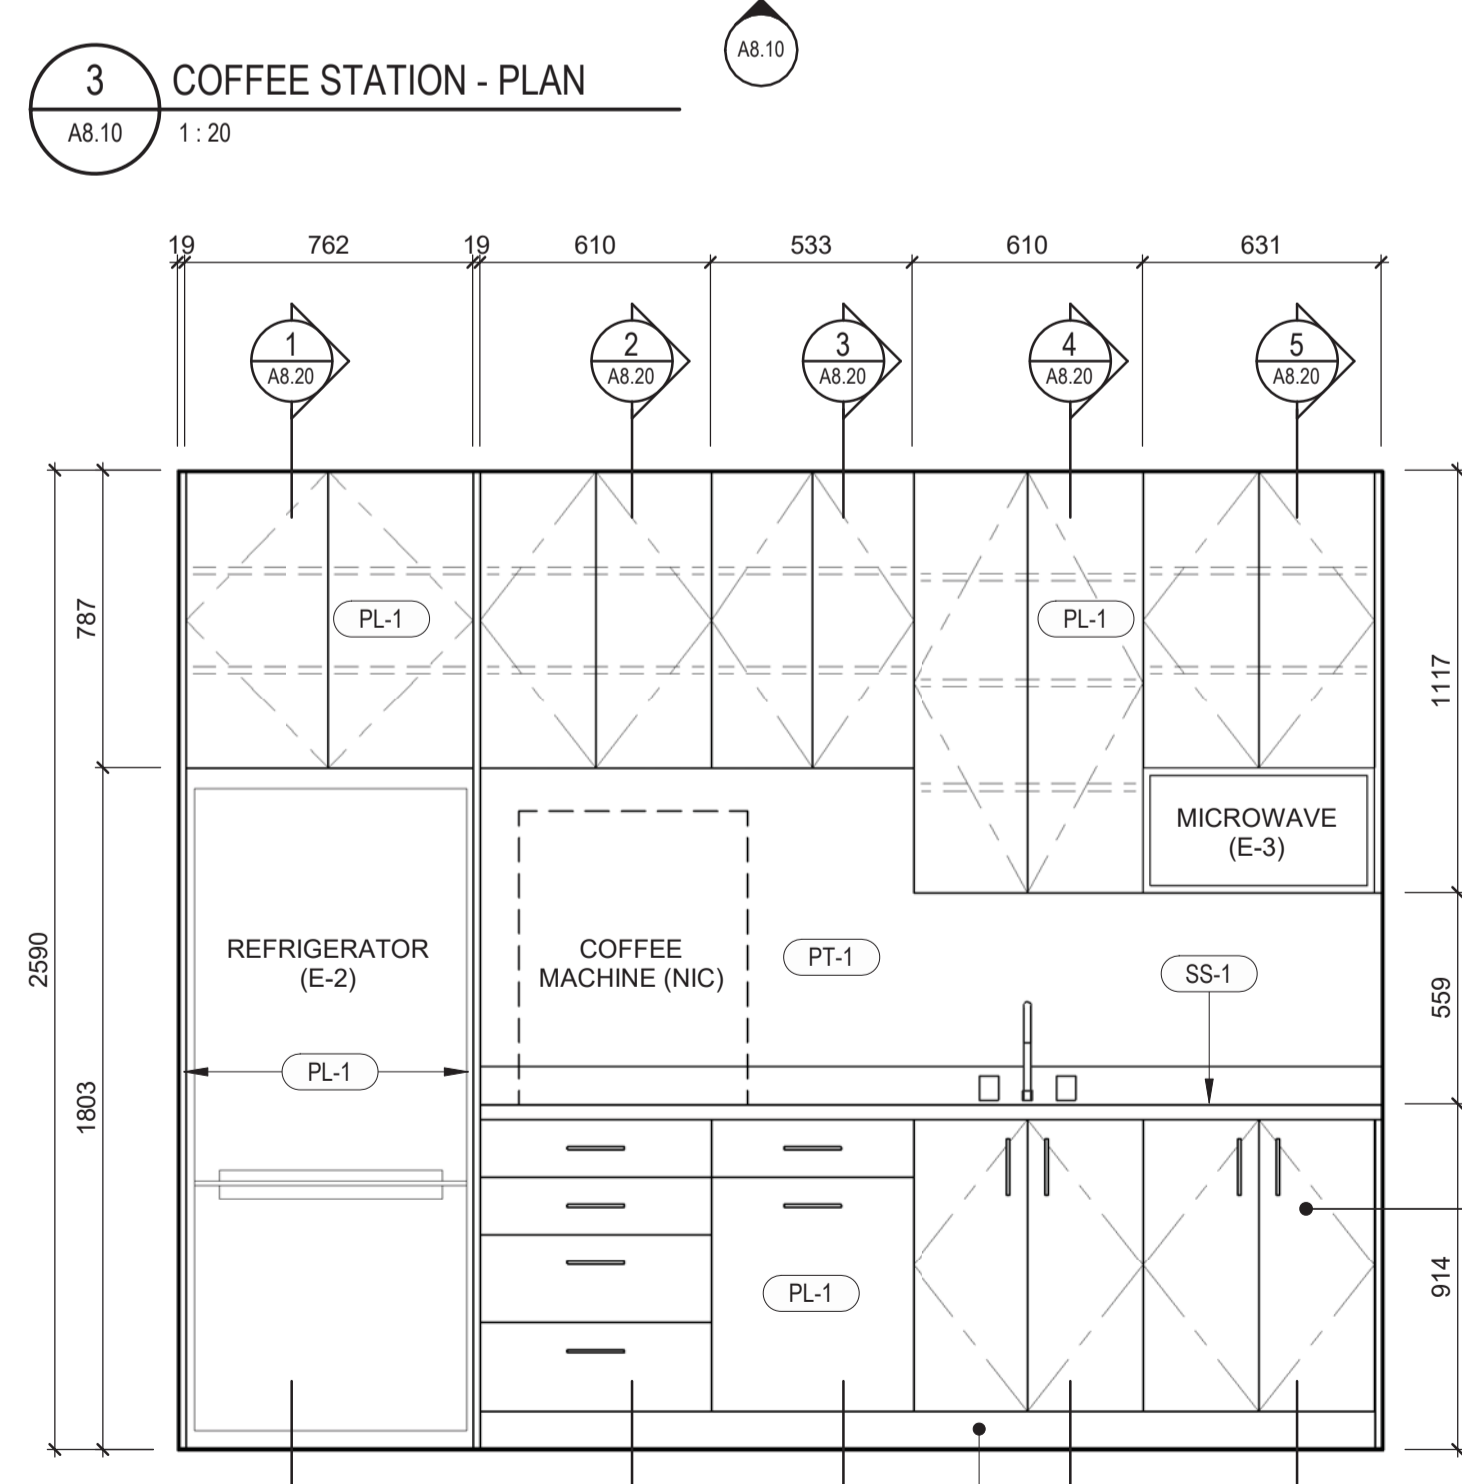 A8.10
3
COFFEE STATION - PLAN
A8.10
1 : 20
19
762
19
610
533
610
631
1
A8.20
2
A8.20
3
A8.20
4
A8.20
5
A8.20
787
PL-1
PL-1
1117
MICROWAVE
(E-3)
2590
REFRIGERATOR
(E-2)
COFFEE
MACHINE (NIC)
PT-1
SS-1
559
PL-1
1803
PL-1
914